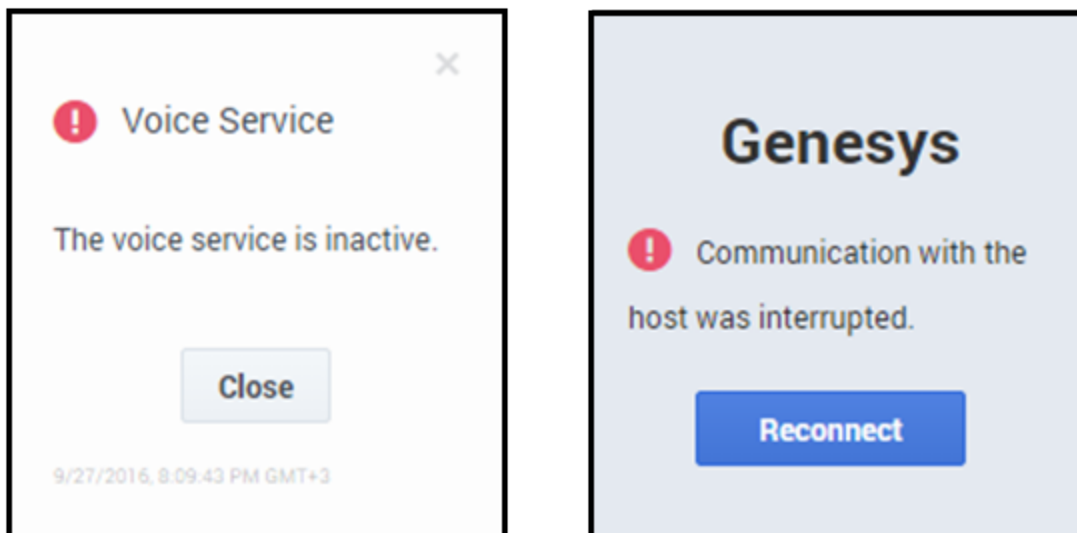 Voice Service
The voice service is inactive.
Close
9/27/2016, 8:09:43 PM GMT+3
Genesys
Communication with the
host was interrupted.
Reconnect